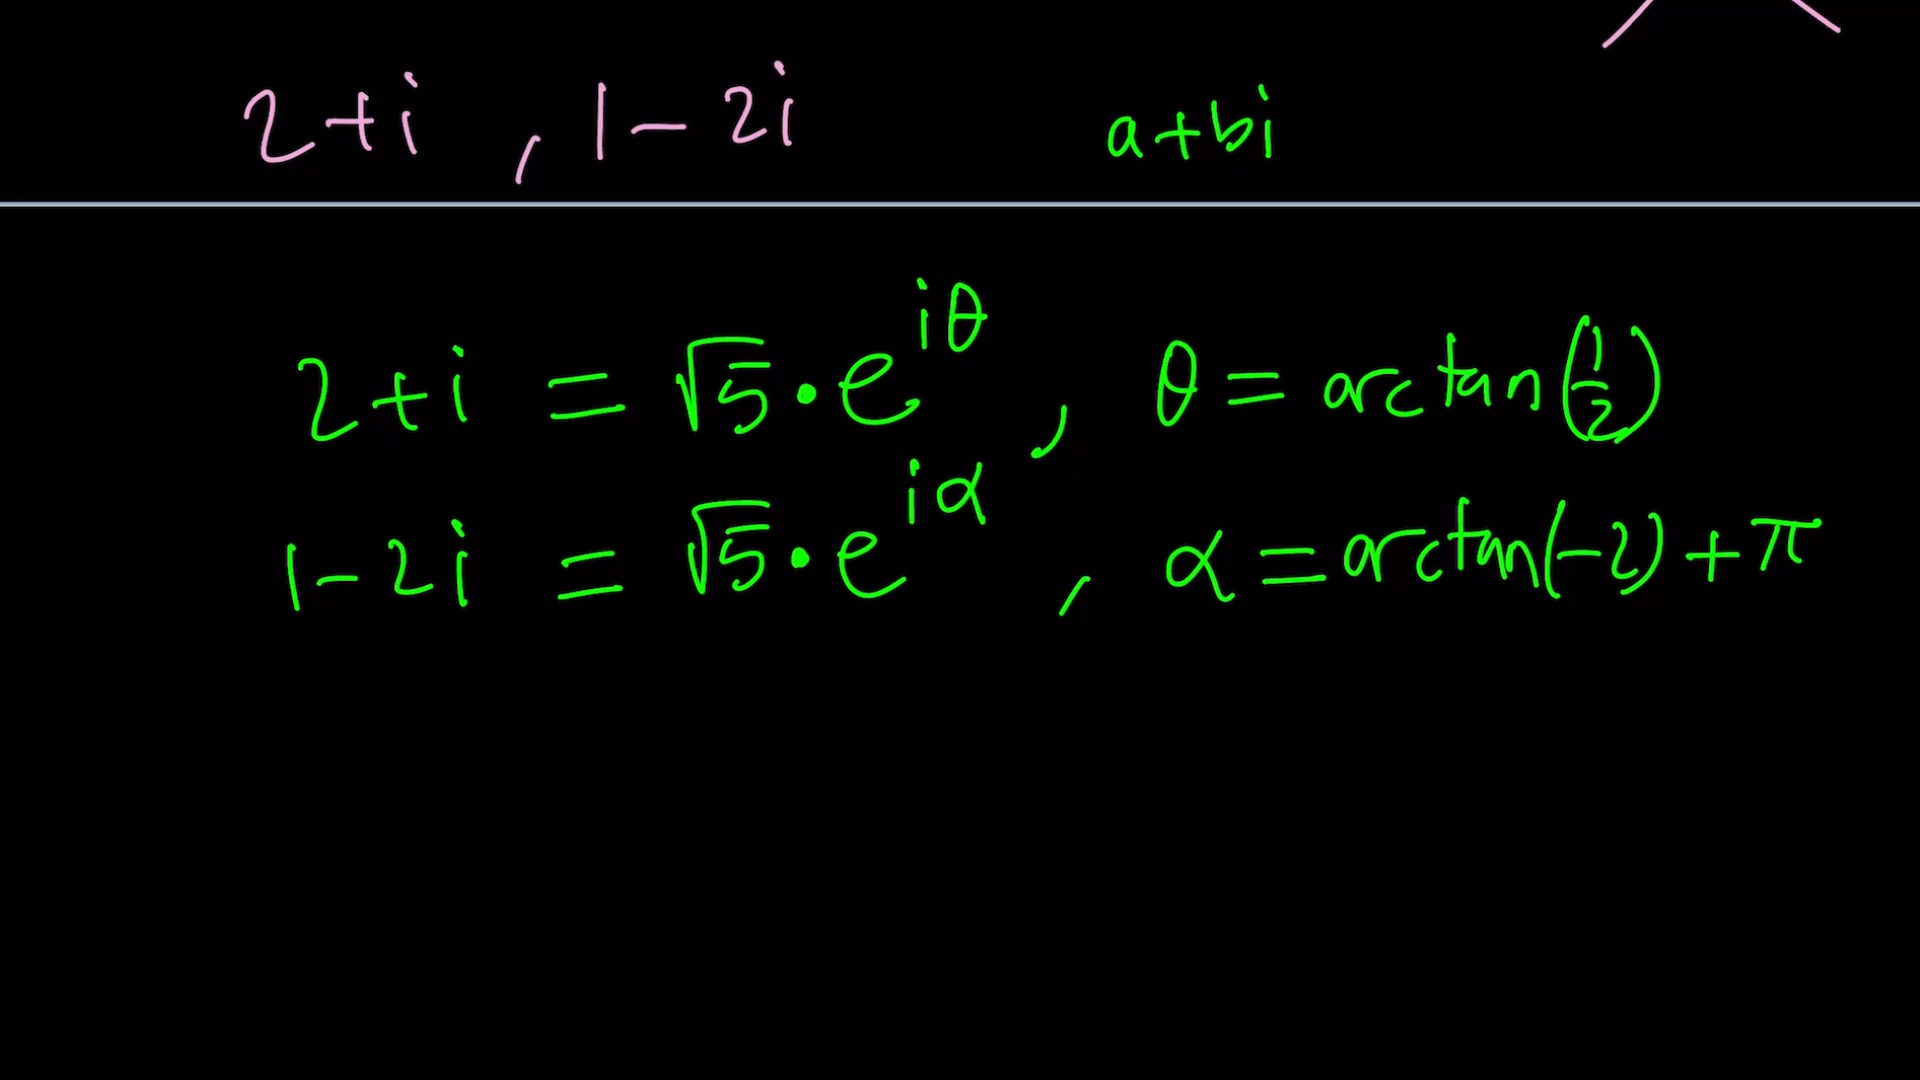 2+i , 1-2i a+bi
2+i = √5·e^{iθ} , θ = arctan(1/2)
1-2i = √5·e^{iα} , α = arctan(-2)+π